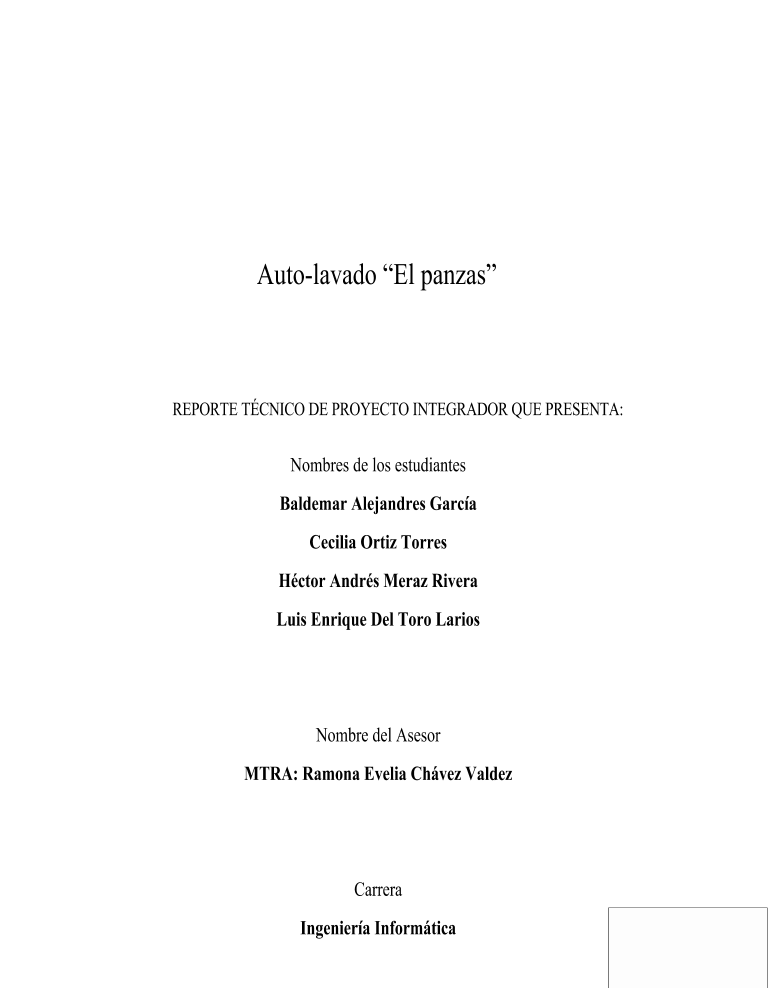 Auto-lavado “El panzas”
REPORTE TÉCNICO DE PROYECTO INTEGRADOR QUE PRESENTA:
Nombres de los estudiantes
Baldemar Alejandres García
Cecilia Ortiz Torres
Héctor Andrés Meraz Rivera
Luis Enrique Del Toro Larios
Nombre del Asesor
MTRA: Ramona Evelia Chávez Valdez
Carrera
Ingeniería Informática